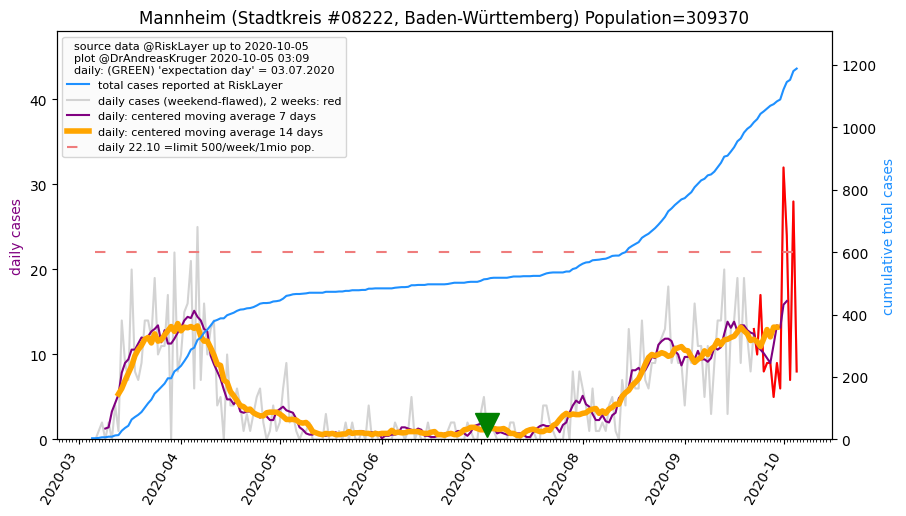 Mannheim (Stadtkreis #08222, Baden-Württemberg) Population=309370
source data @RiskLayer up to 2020-10-05
plot @DrAndreasKruger 2020-10-05 03:09
daily: (GREEN) 'expectation day' = 03.07.2020
total cases reported at RiskLayer
daily cases (weekend-flawed), 2 weeks: red
daily: centered moving average 7 days
daily: centered moving average 14 days
daily 22.10 =limit 500/week/1mio pop.
daily cases
40
30
20
10
0
cumulative total cases
1200
1000
800
600
400
200
0
2020-03
2020-04
2020-05
2020-06
2020-07
2020-08
2020-09
2020-10